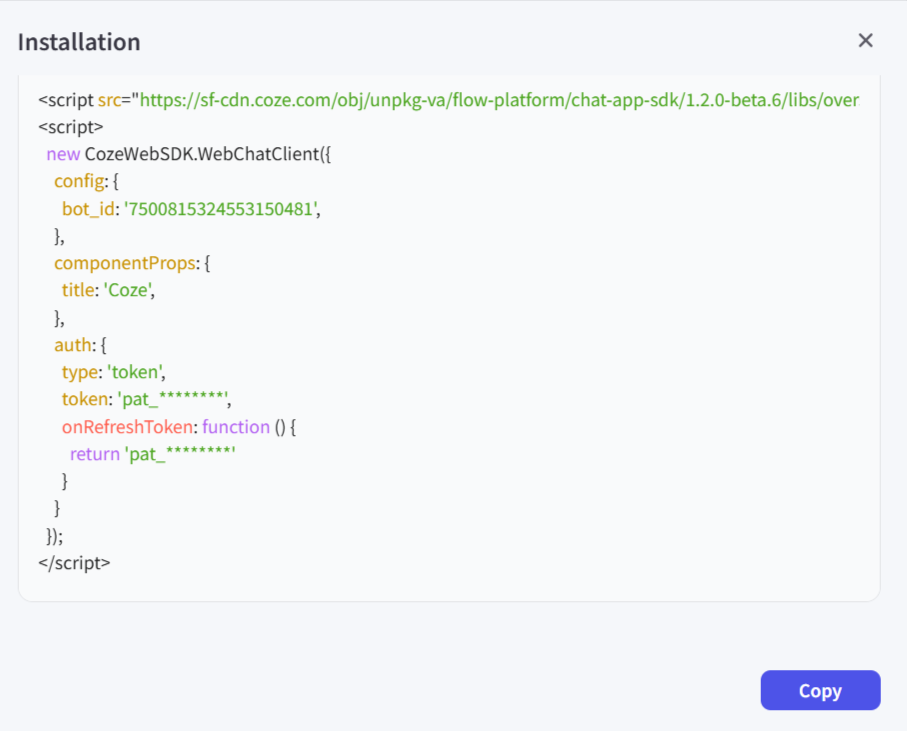 Installation
<script src="https://sf-cdn.coze.com/obj/unpkg-va/flow-platform/chat-app-sdk/1.2.0-beta.6/libs/over
<script>
new CozeWebSDK.WebChatClient({
config: {
bot_id: '7500815324553150481',
},
componentProps: {
title: 'Coze',
},
auth: {
type: 'token',
token: 'pat_********',
onRefreshToken: function () {
return 'pat_********'
}
}
});
</script>
Copy